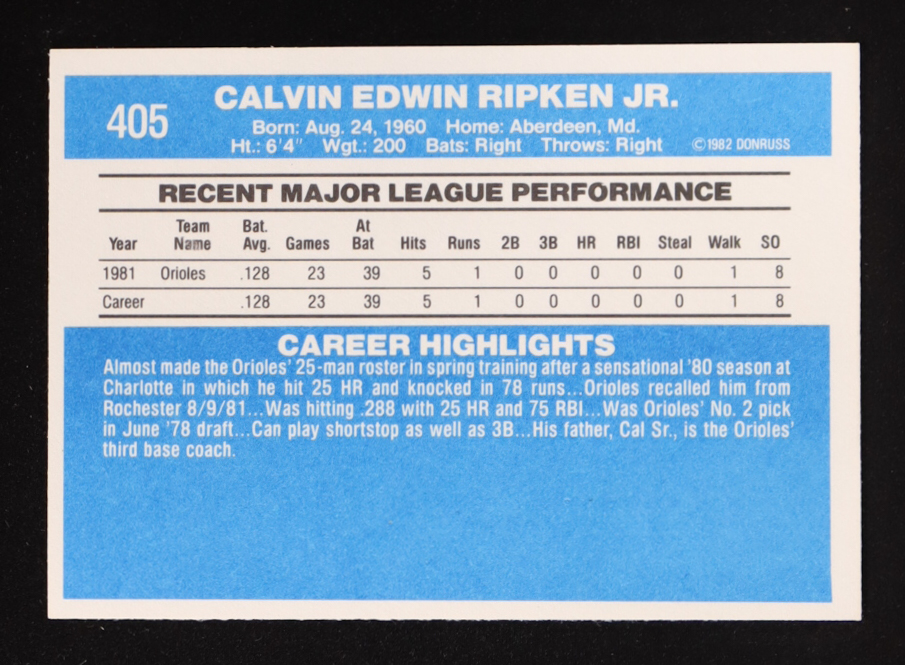 405
CALVIN EDWIN RIPKEN JR.
Born: Aug. 24, 1960 Home: Aberdeen, Md.
Ht.: 6'4" Wgt.: 200 Bats: Right Throws: Right ©1982 DONRUSS
RECENT MAJOR LEAGUE PERFORMANCE
Year Team Name Bat. Avg. Games At Bat Hits Runs 2B 3B HR RBI Steal Walk SO
1981 Orioles .128 23 39 5 1 0 0 0 0 0 1 8
Career .128 23 39 5 1 0 0 0 0 0 1 8
CAREER HIGHLIGHTS
Almost made the Orioles' 25-man roster in spring training after a sensational '80 season at
Charlotte in which he hit 25 HR and knocked in 78 runs...Orioles recalled him from
Rochester 8/9/81...Was hitting .288 with 25 HR and 75 RBI...Was Orioles' No. 2 pick
in June '78 draft...Can play shortstop as well as 3B...His father, Cal Sr., is the Orioles'
third base coach.